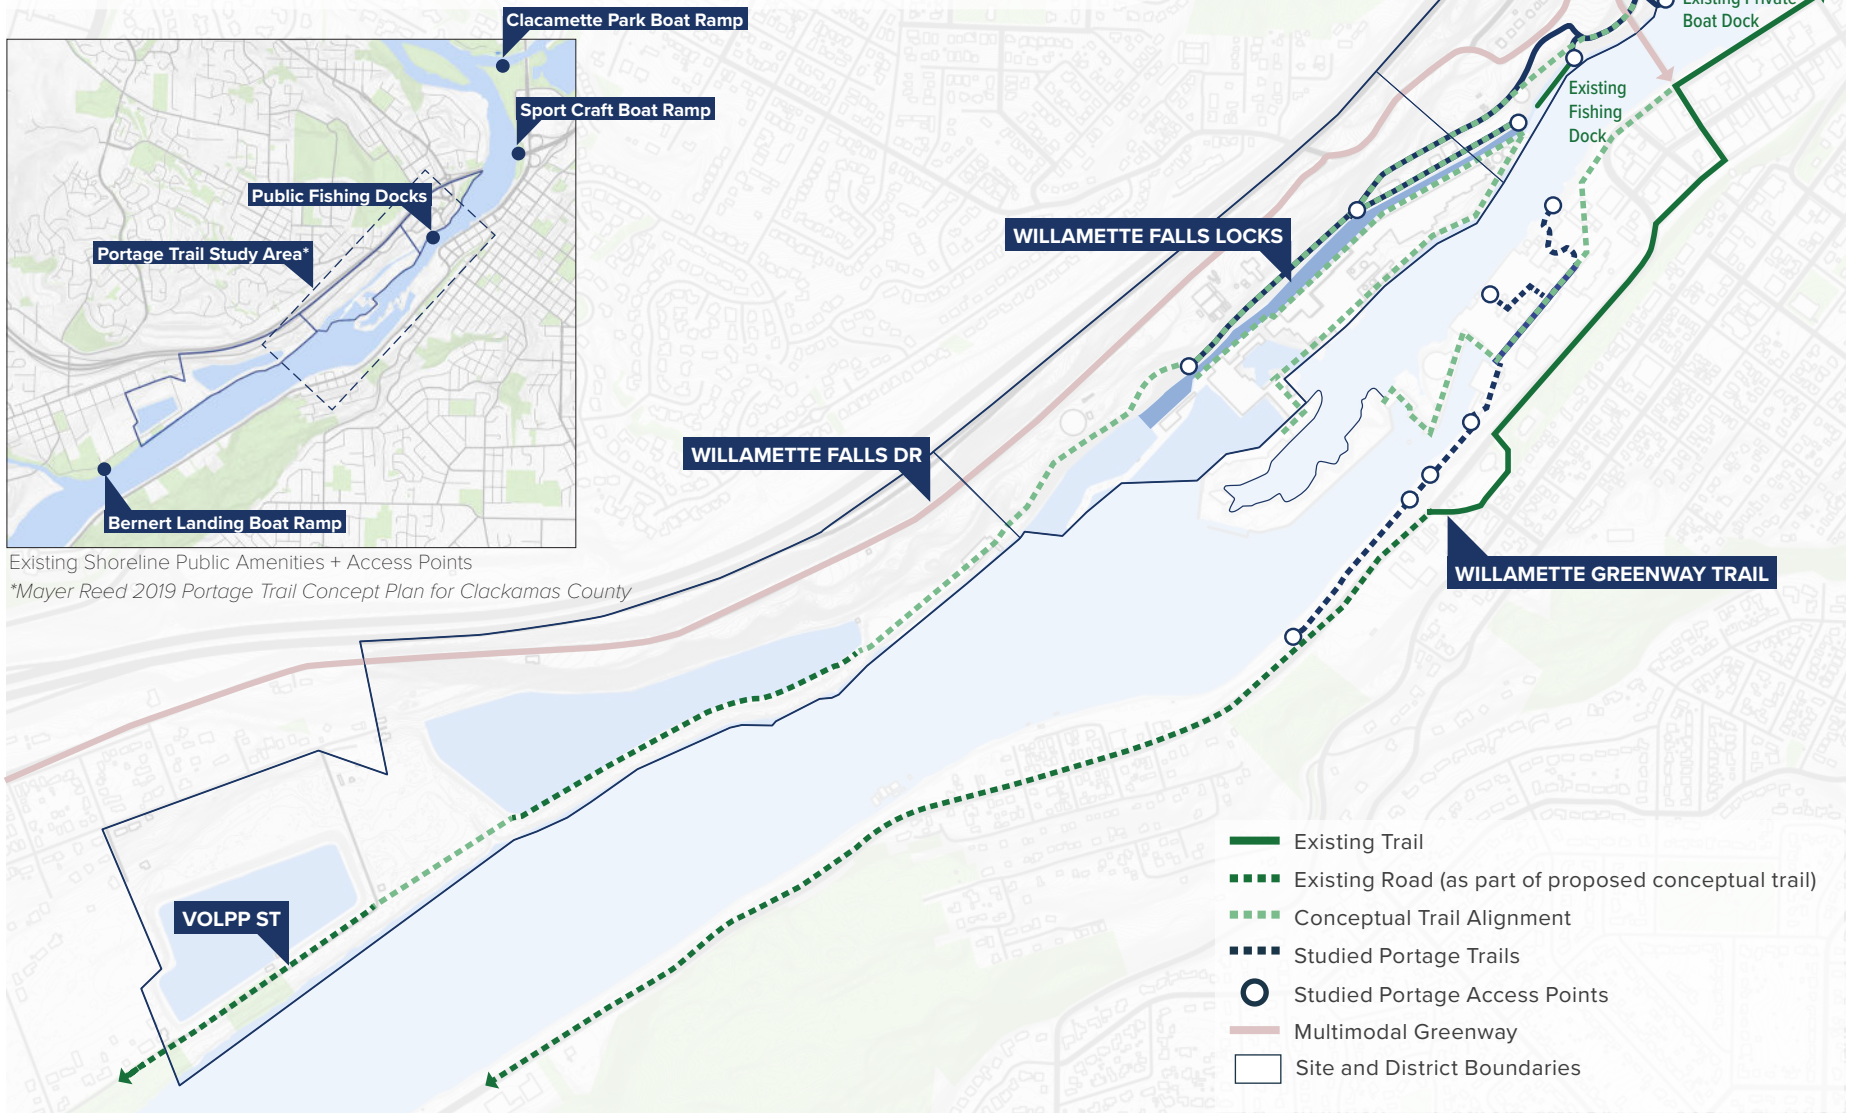 Clacamette Park Boat Ramp
Sport Craft Boat Ramp
Public Fishing Docks
Portage Trail Study Area*
Bernert Landing Boat Ramp
Existing Shoreline Public Amenities + Access Points
*Mayer Reed 2019 Portage Trail Concept Plan for Clackamas County
Existing Private
Boat Dock
Existing
Fishing
Dock
WILLAMETTE FALLS LOCKS
WILLAMETTE FALLS DR
WILLAMETTE GREENWAY TRAIL
VOLPP ST
Existing Trail
Existing Road (as part of proposed conceptual trail)
Conceptual Trail Alignment
Studied Portage Trails
Studied Portage Access Points
Multimodal Greenway
Site and District Boundaries